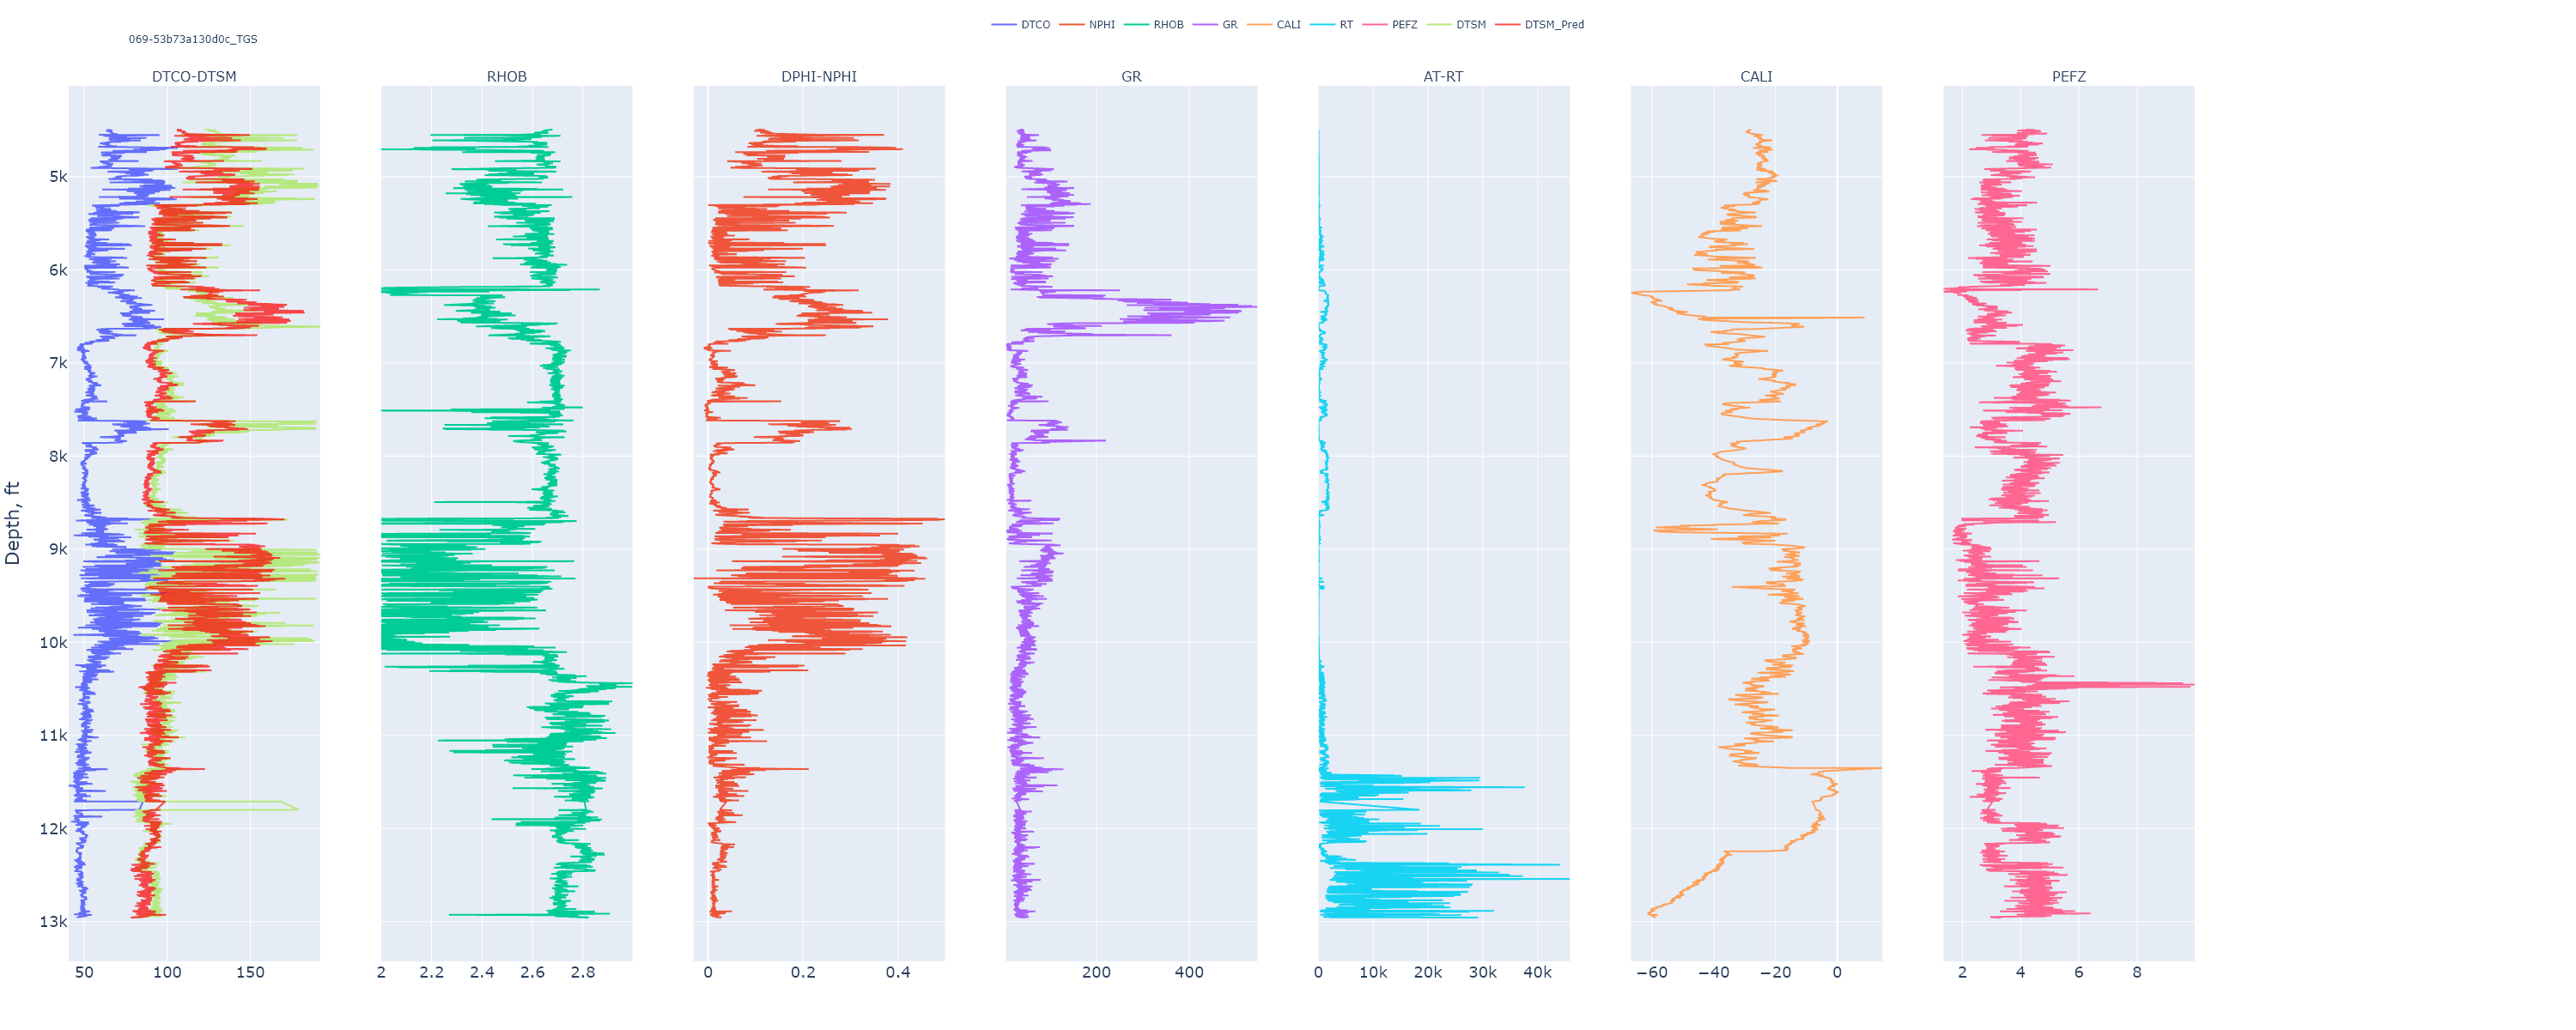 DTCO NPHI RHOB GR CALI RT PEFZ DTSM DTSM_Pred
069-53b73a130d0c_TGS
DTCO-DTSM RHOB DPHI-NPHI GR AT-RT CALI PEFZ
5k
6k
7k
8k
9k
10k
11k
12k
13k
Depth, ft
50 100 150 2 2.2 2.4 2.6 2.8 0 0.2 0.4 200 400 0 10k 20k 30k 40k −60 −40 −20 0 2 4 6 8